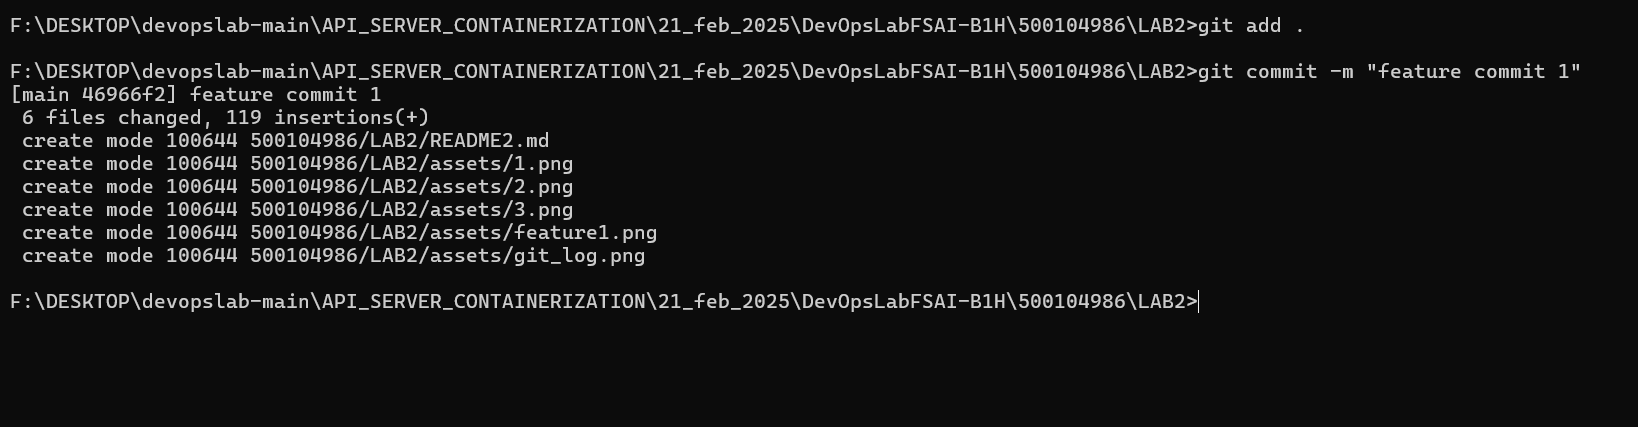 F:\DESKTOP\devopslab-main\API_SERVER_CONTAINERIZATION\21_feb_2025\DevOpsLabFSAI-B1H\500104986\LAB2>git add .
F:\DESKTOP\devopslab-main\API_SERVER_CONTAINERIZATION\21_feb_2025\DevOpsLabFSAI-B1H\500104986\LAB2>git commit -m "feature commit 1"
[main 46966f2] feature commit 1
 6 files changed, 119 insertions(+)
 create mode 100644 500104986/LAB2/README2.md
 create mode 100644 500104986/LAB2/assets/1.png
 create mode 100644 500104986/LAB2/assets/2.png
 create mode 100644 500104986/LAB2/assets/3.png
 create mode 100644 500104986/LAB2/assets/feature1.png
 create mode 100644 500104986/LAB2/assets/git_log.png
F:\DESKTOP\devopslab-main\API_SERVER_CONTAINERIZATION\21_feb_2025\DevOpsLabFSAI-B1H\500104986\LAB2>